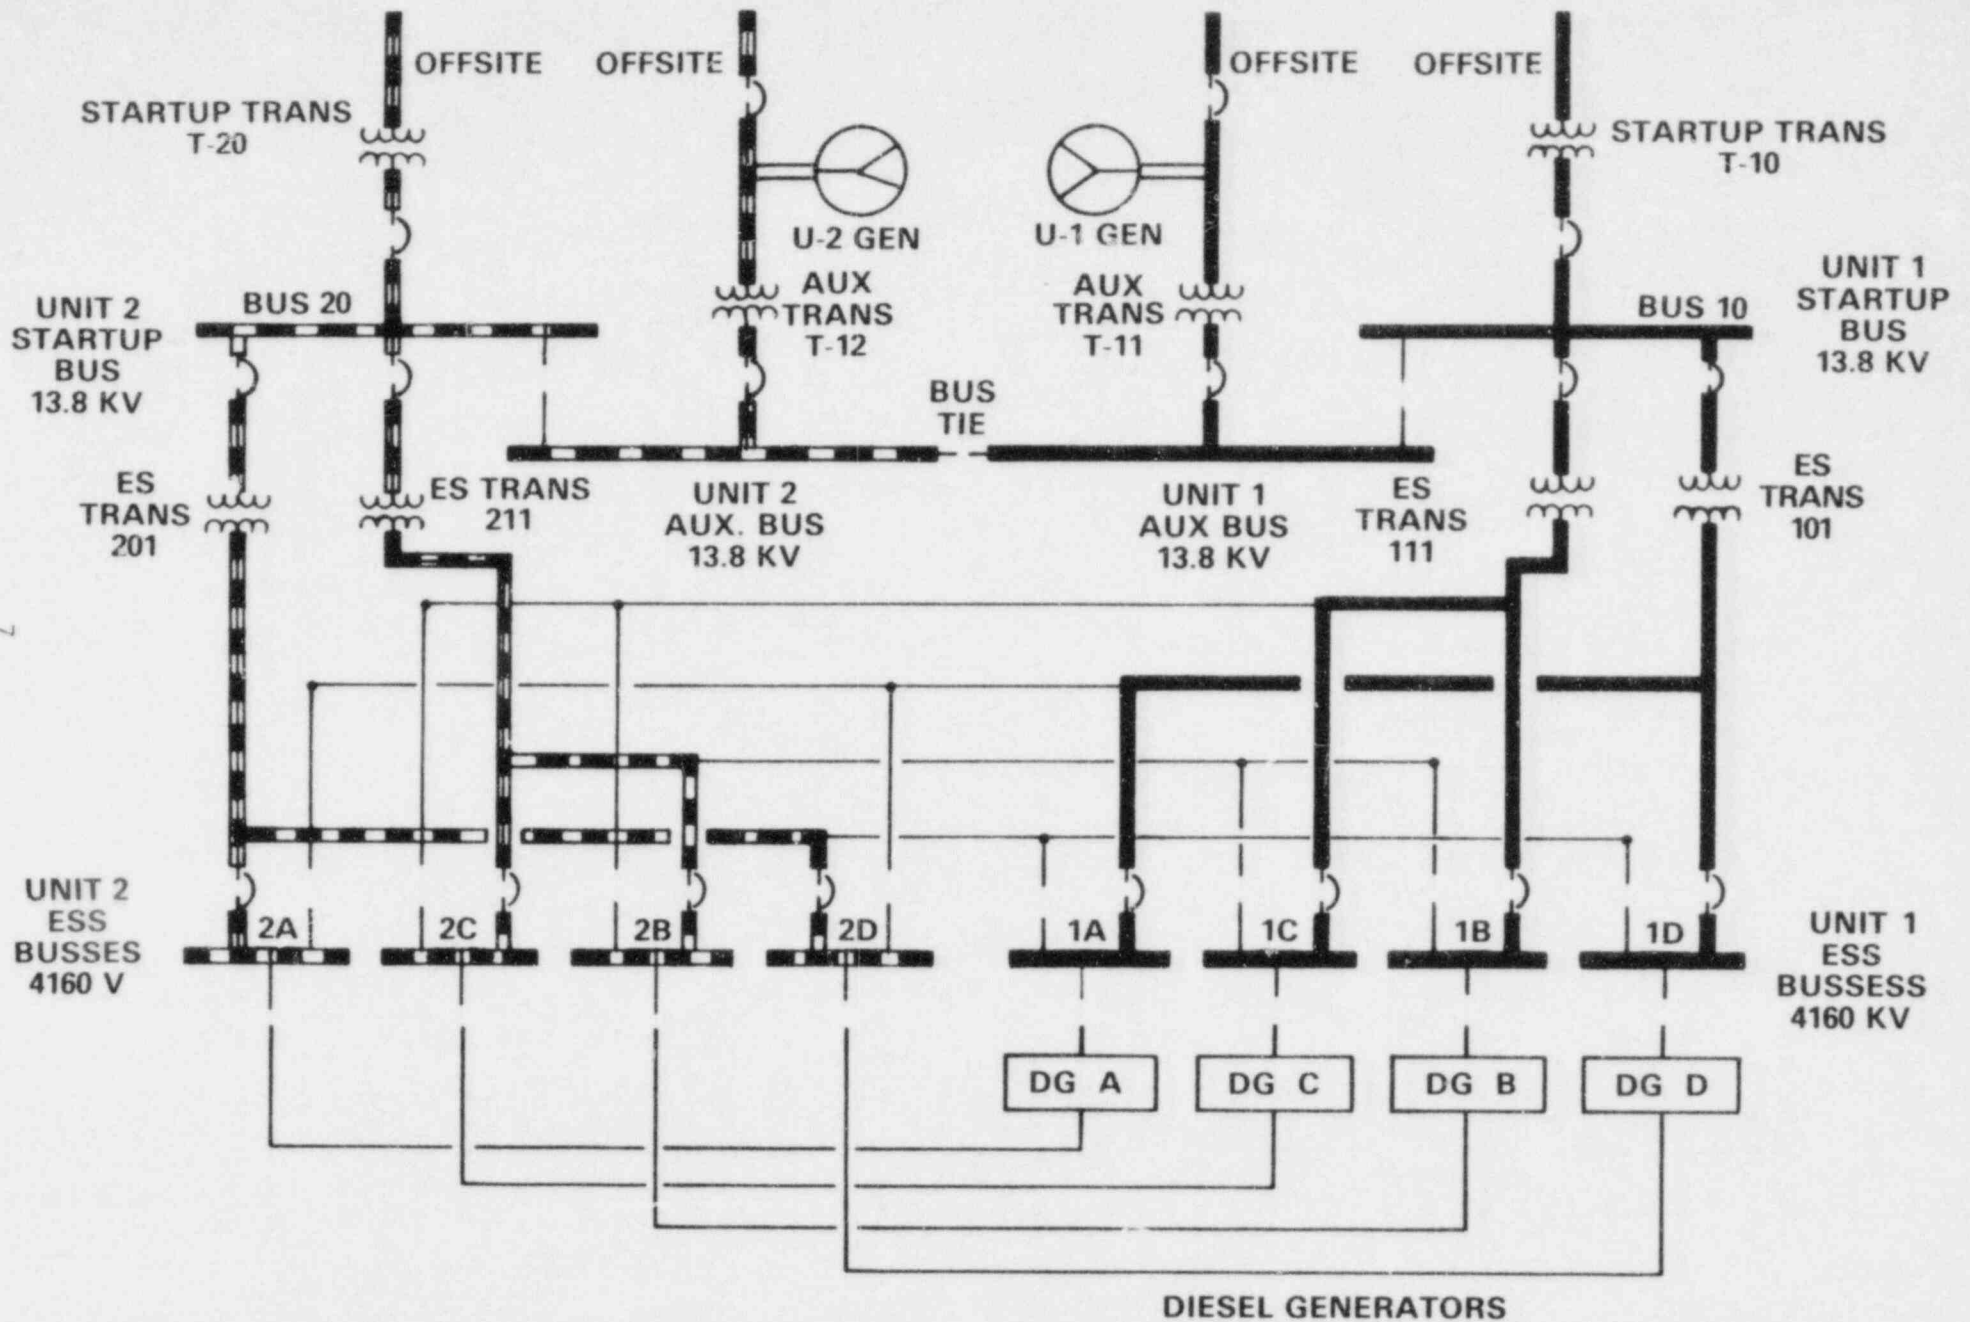 OFFSITE
OFFSITE
OFFSITE
OFFSITE
STARTUP TRANS
T-20
STARTUP TRANS
T-10
U-2 GEN
U-1 GEN
UNIT 2
STARTUP
BUS
13.8 KV
BUS 20
AUX
TRANS
T-12
AUX
TRANS
T-11
BUS 10
UNIT 1
STARTUP
BUS
13.8 KV
BUS
TIE
ES
TRANS
201
ES TRANS
211
UNIT 2
AUX. BUS
13.8 KV
UNIT 1
AUX BUS
13.8 KV
ES
TRANS
111
ES
TRANS
101
7
UNIT 2
ESS
BUSSES
4160 V
2A
2C
2B
2D
1A
1C
1B
1D
UNIT 1
ESS
BUSSESS
4160 KV
DG A
DG C
DG B
DG D
DIESEL GENERATORS